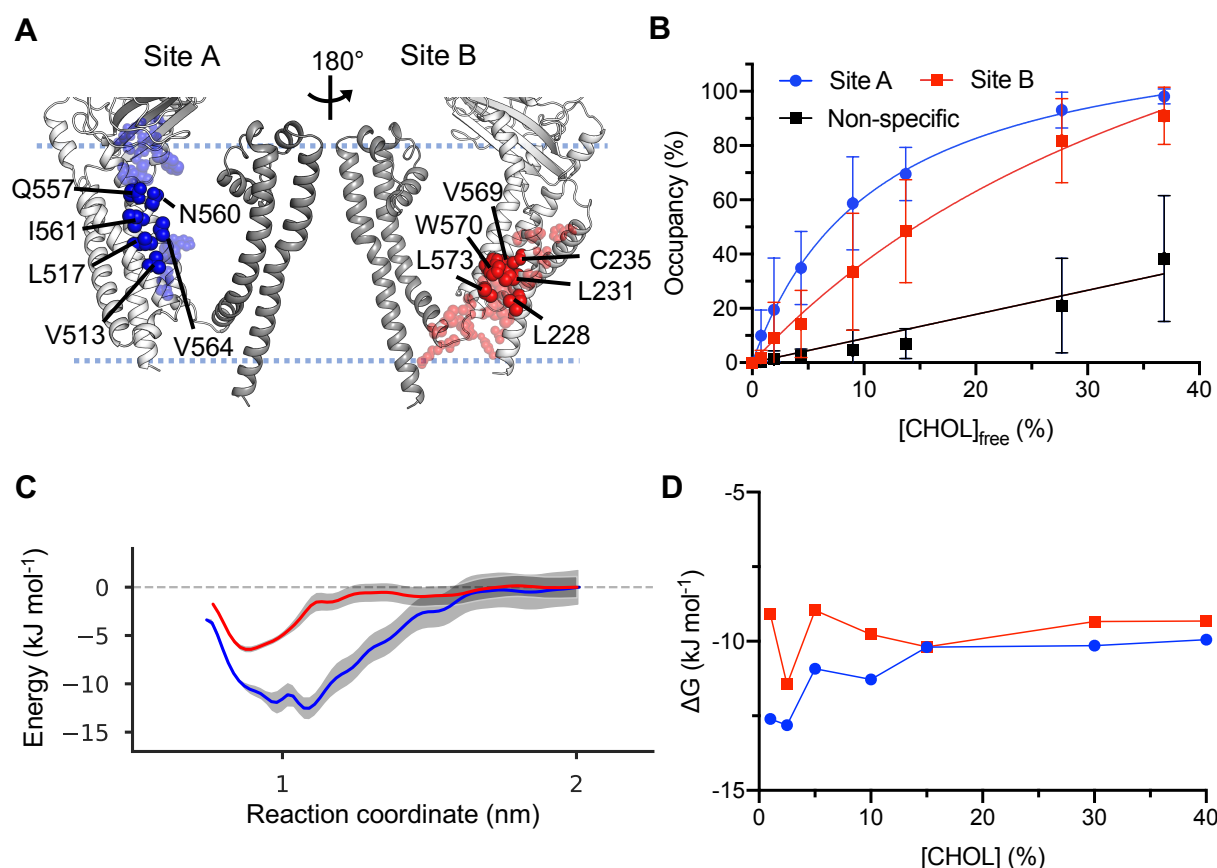 A
Site A
180°
Site B
Q557
N560
I561
L517
V513
V564
V569
W570
L573
C235
L231
L228
B
Site A
Site B
Non-specific
Occupancy (%)
100
80
60
40
20
0
0
10
20
30
40
[CHOL]free (%)
C
Energy (kJ mol-1)
0
−5
−10
−15
1
2
Reaction coordinate (nm)
D
ΔG (kJ mol-1)
-5
-10
-15
0
10
20
30
40
[CHOL] (%)